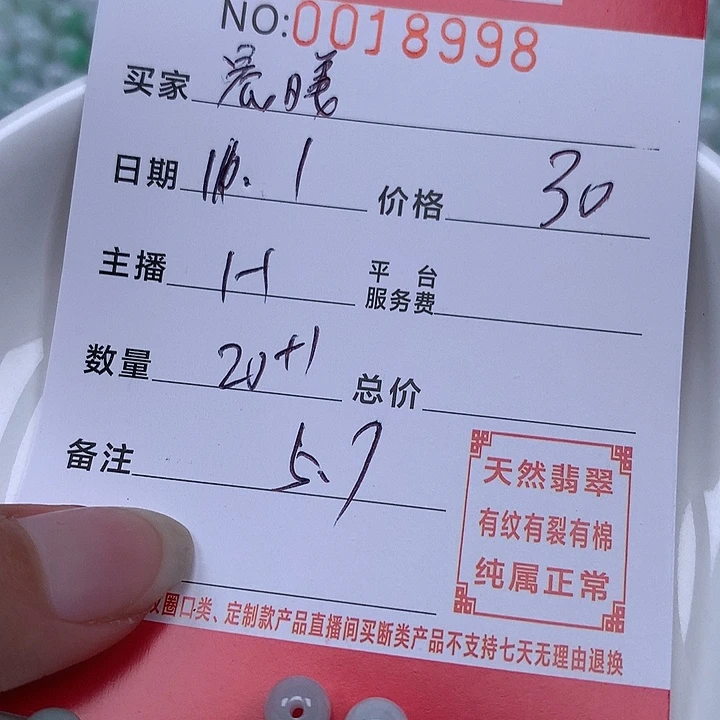 NO:0018998
买家 晨曦
日期 价格 30
主播 H 平台服务费
数量 20+1 总价
备注 5.7
天然翡翠
有纹有裂有棉
纯属正常
圈口类、定制款产品直播间买断类产品不支持七天无理由退换